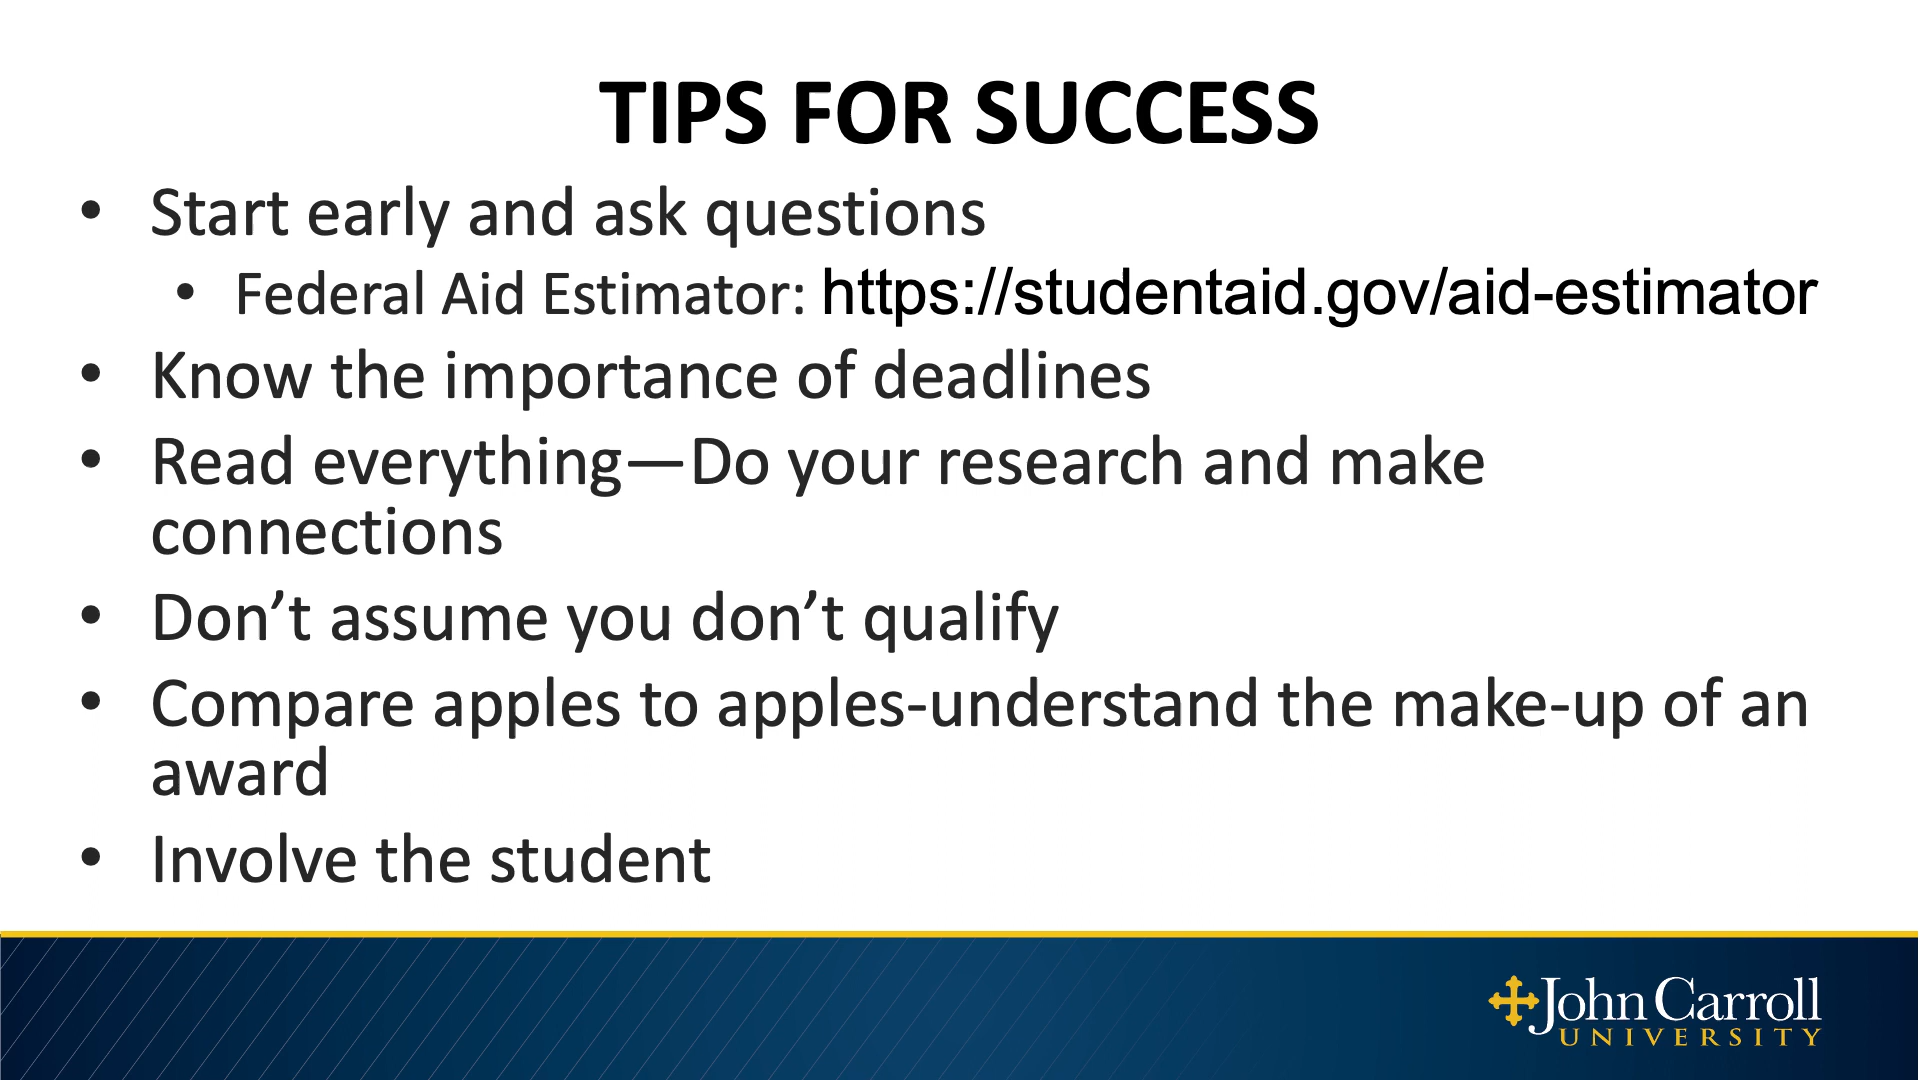 TIPS FOR SUCCESS
• Start early and ask questions
• Federal Aid Estimator: https://studentaid.gov/aid-estimator
• Know the importance of deadlines
• Read everything—Do your research and make
connections
• Don’t assume you don’t qualify
• Compare apples to apples-understand the make-up of an
award
• Involve the student
John Carroll
UNIVERSITY